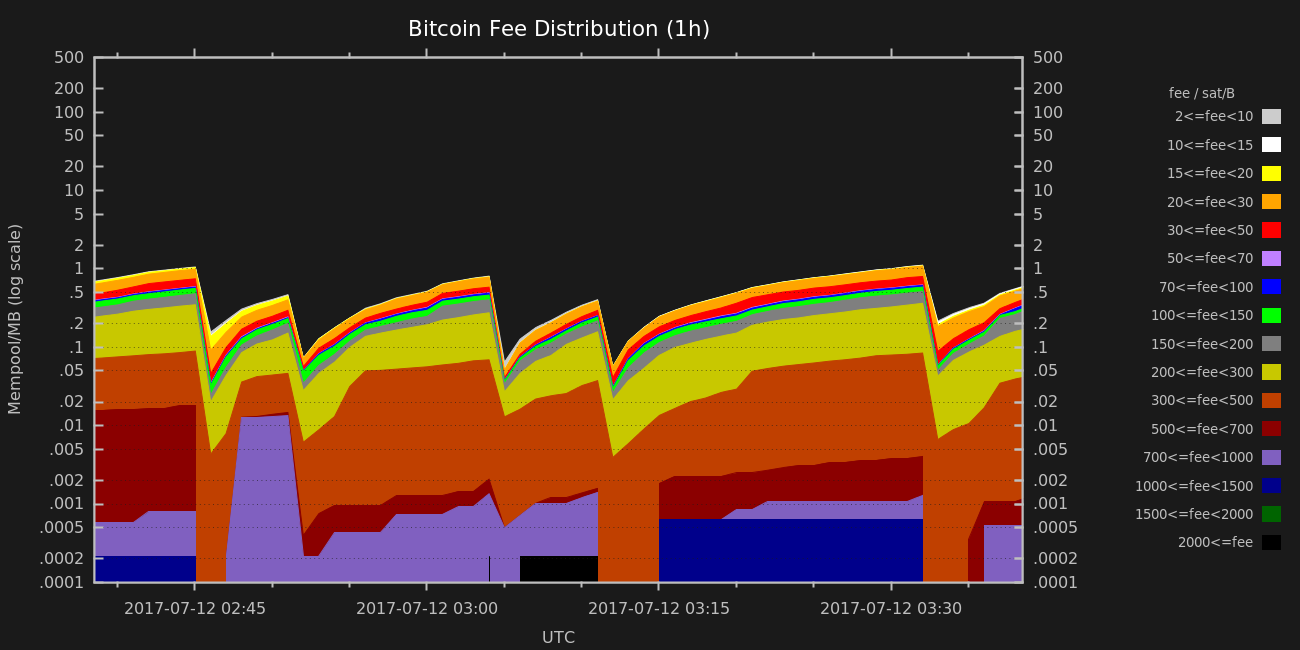 Bitcoin Fee Distribution (1h)
Mempool/MB (log scale)
500
200
100
50
20
10
5
2
1
.5
.2
.1
.05
.02
.01
.005
.002
.001
.0005
.0002
.0001
500
200
100
50
20
10
5
2
1
.5
.2
.1
.05
.02
.01
.005
.002
.001
.0005
.0002
.0001
2017-07-12 02:45
2017-07-12 03:00
2017-07-12 03:15
2017-07-12 03:30
UTC
fee / sat/B
2<=fee<10
10<=fee<15
15<=fee<20
20<=fee<30
30<=fee<50
50<=fee<70
70<=fee<100
100<=fee<150
150<=fee<200
200<=fee<300
300<=fee<500
500<=fee<700
700<=fee<1000
1000<=fee<1500
1500<=fee<2000
2000<=fee